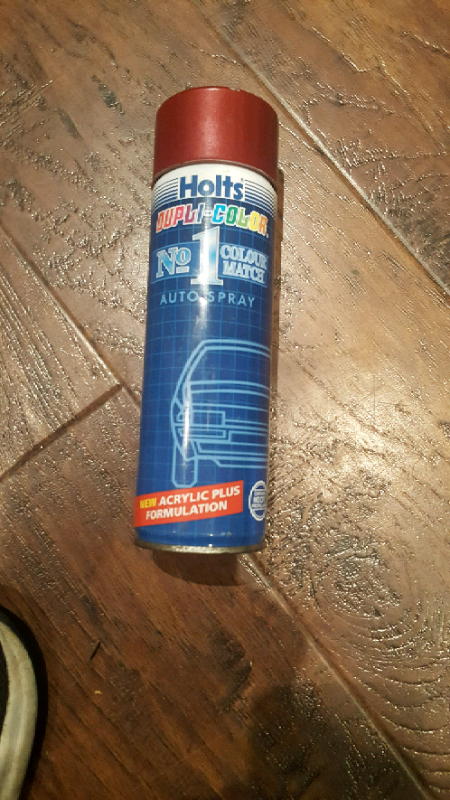 Holts
DUPLI-COLOR
No 1 COLOUR
MATCH
AUTO SPRAY
NEW ACRYLIC PLUS
FORMULATION